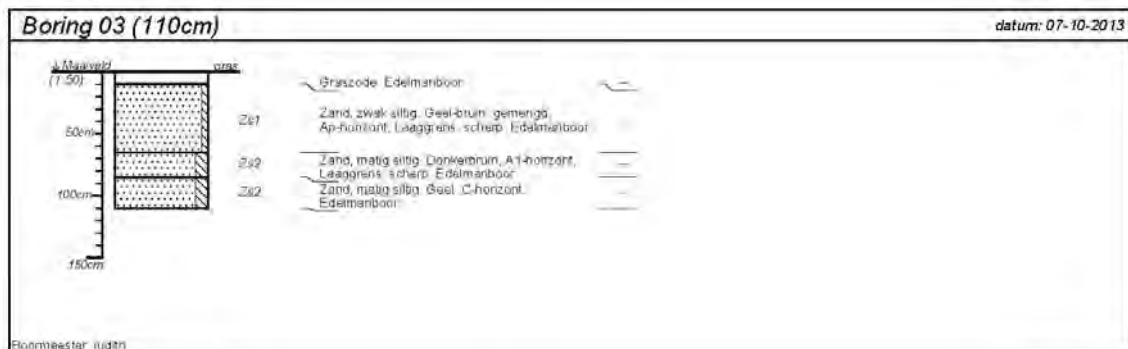 Boring 03 (110cm)
datum: 07-10-2013
Maaiveld
gras
(1:50)
Graszode. Edelmanboor.
Zs1
Zand, zwak siltig. Geel-bruin, gemengd,
Ap-horizont, Laaggrens: scherp. Edelmanboor.
50cm
Zs2
Zand, matig siltig. Donkerbruin, A1-horizont,
Laaggrens: scherp. Edelmanboor.
100cm
Zs2
Zand, matig siltig. Geel. C-horizont.
Edelmanboor.
150cm
Boormeester: judith